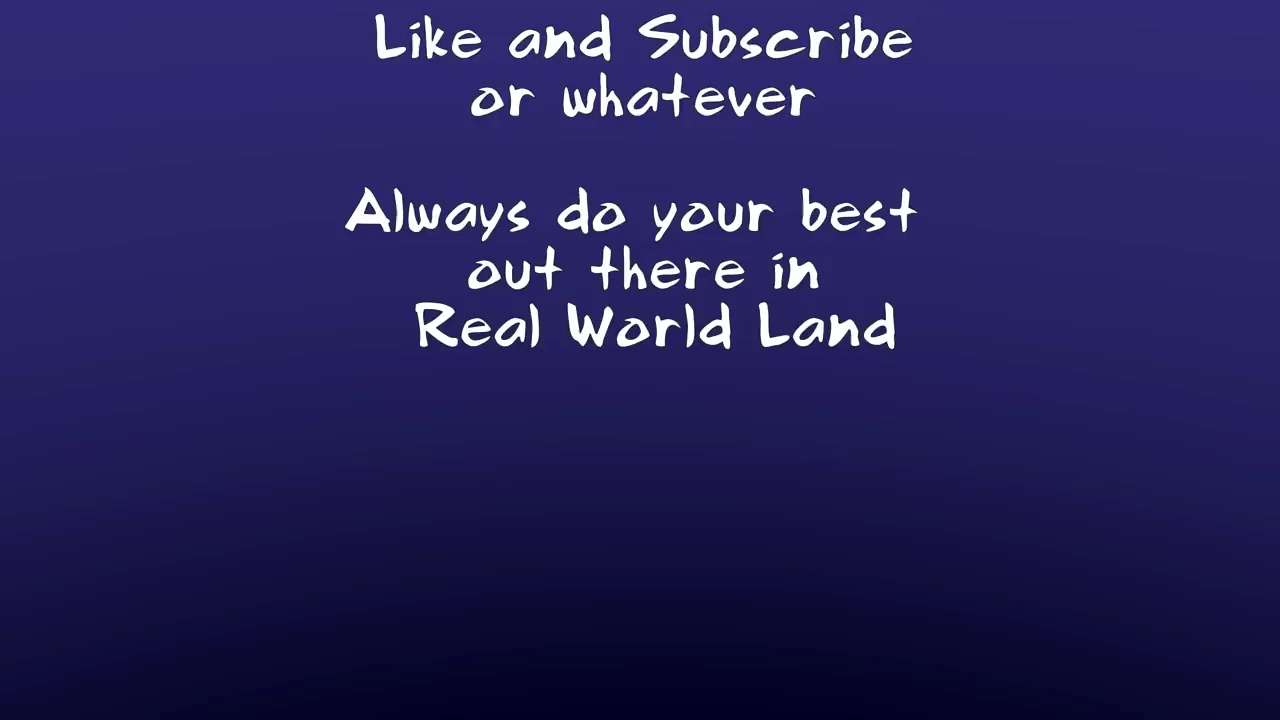 Like and Subscribe
or whatever
Always do your best
out there in
Real World Land